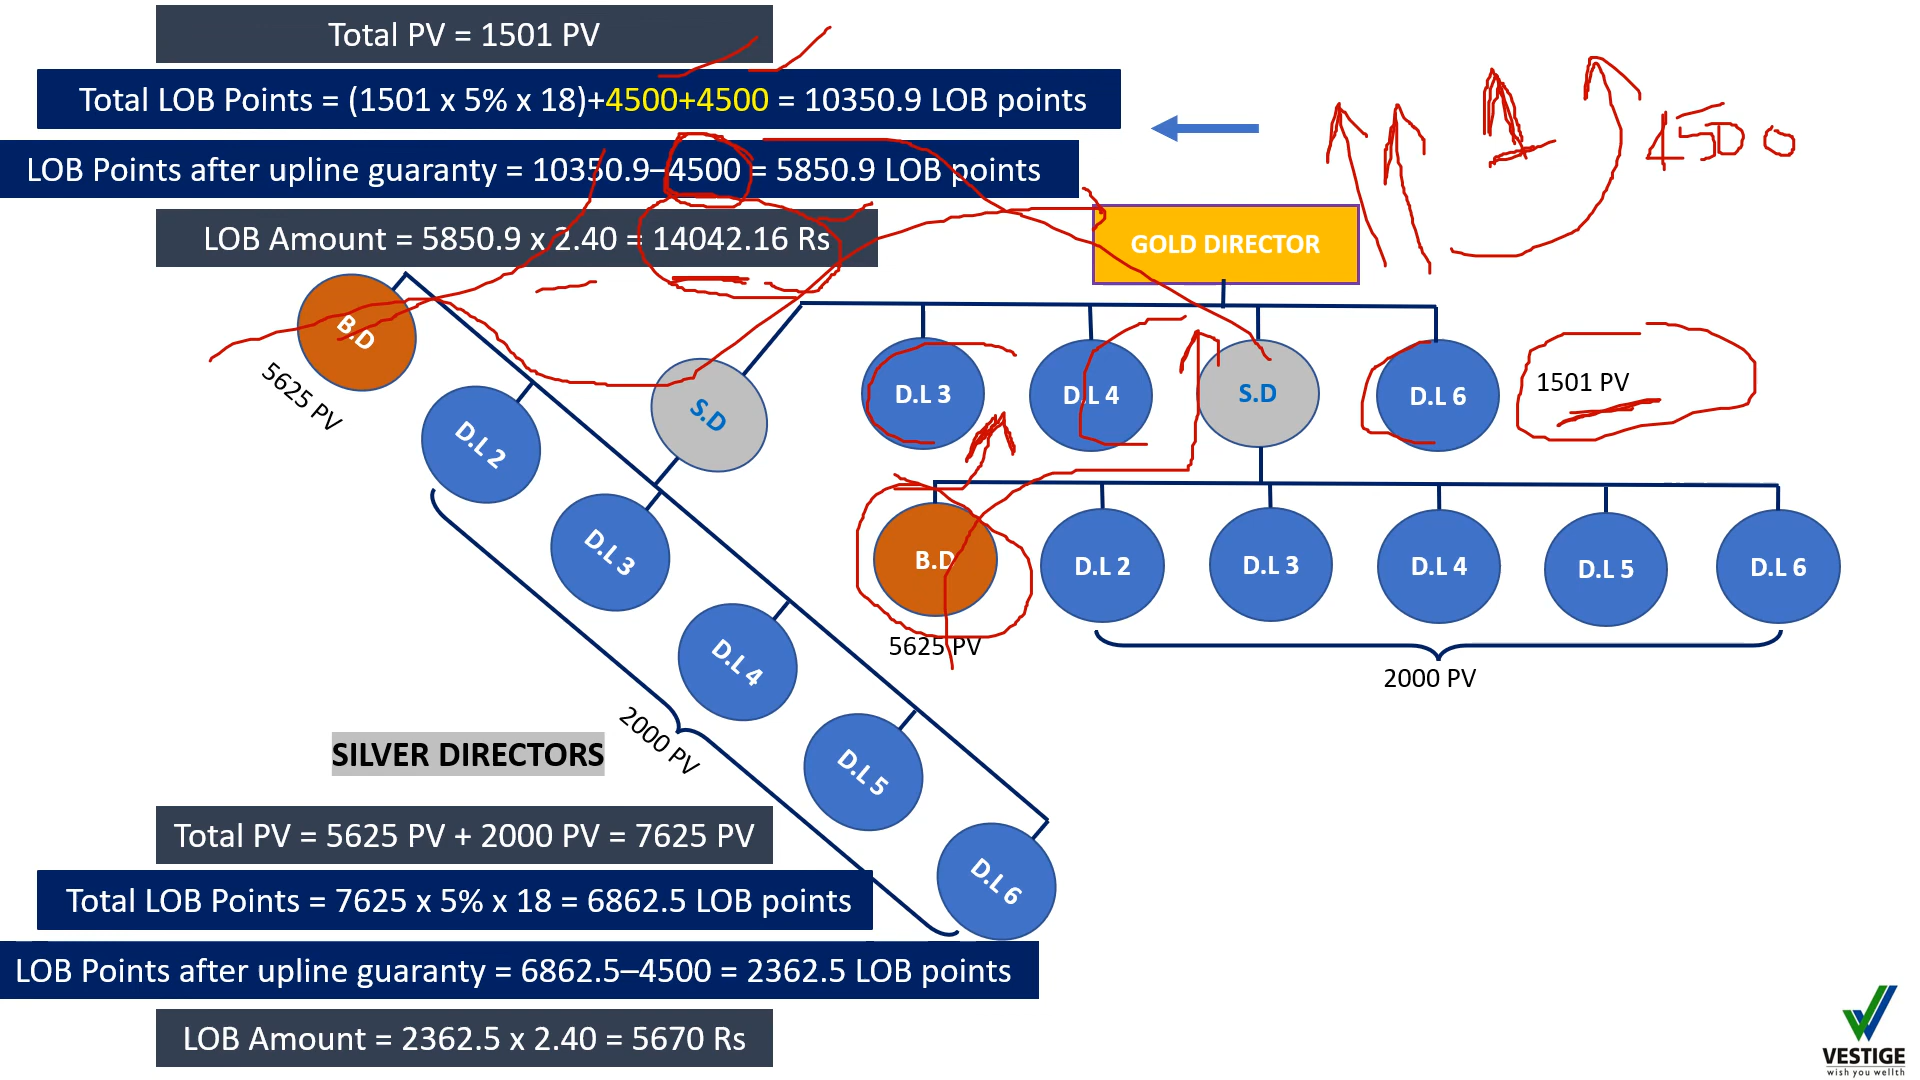 Total PV = 1501 PV
Total LOB Points = (1501 x 5% x 18)+4500+4500 = 10350.9 LOB points
LOB Points after upline guaranty = 10350.9–4500 = 5850.9 LOB points
LOB Amount = 5850.9 x 2.40 = 14042.16 Rs
4500
GOLD DIRECTOR
B.D
5625 PV
D.L 2
D.L 3
D.L 4
D.L 5
D.L 6
2000 PV
S.D
D.L 3
D.L 4
S.D
D.L 6
1501 PV
B.D
D.L 2
D.L 3
D.L 4
D.L 5
D.L 6
5625 PV
2000 PV
SILVER DIRECTORS
Total PV = 5625 PV + 2000 PV = 7625 PV
Total LOB Points = 7625 x 5% x 18 = 6862.5 LOB points
LOB Points after upline guaranty = 6862.5–4500 = 2362.5 LOB points
LOB Amount = 2362.5 x 2.40 = 5670 Rs
VESTIGE
wish you wellth